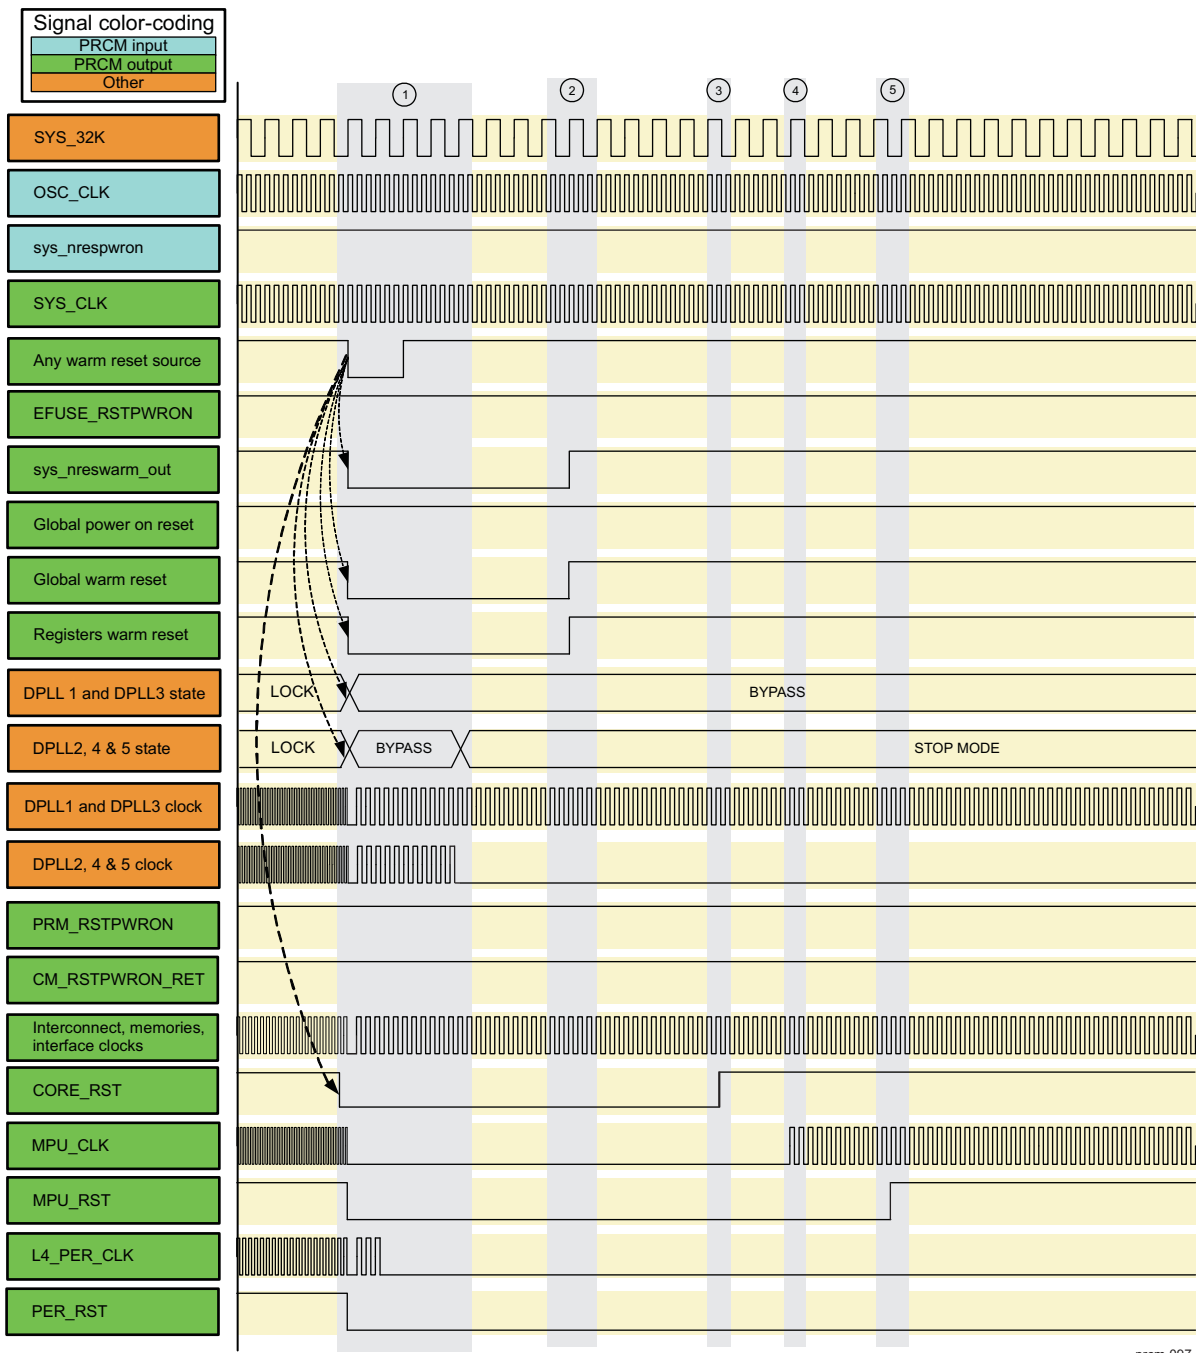 Signal color-coding
PRCM input
PRCM output
Other
1
2
3
4
5
SYS_32K
OSC_CLK
sys_nrespwron
SYS_CLK
Any warm reset source
EFUSE_RSTPWRON
sys_nreswarm_out
Global power on reset
Global warm reset
Registers warm reset
DPLL 1 and DPLL3 state
LOCK
BYPASS
DPLL2, 4 & 5 state
LOCK
BYPASS
STOP MODE
DPLL1 and DPLL3 clock
DPLL2, 4 & 5 clock
PRM_RSTPWRON
CM_RSTPWRON_RET
Interconnect, memories,
interface clocks
CORE_RST
MPU_CLK
MPU_RST
L4_PER_CLK
PER_RST